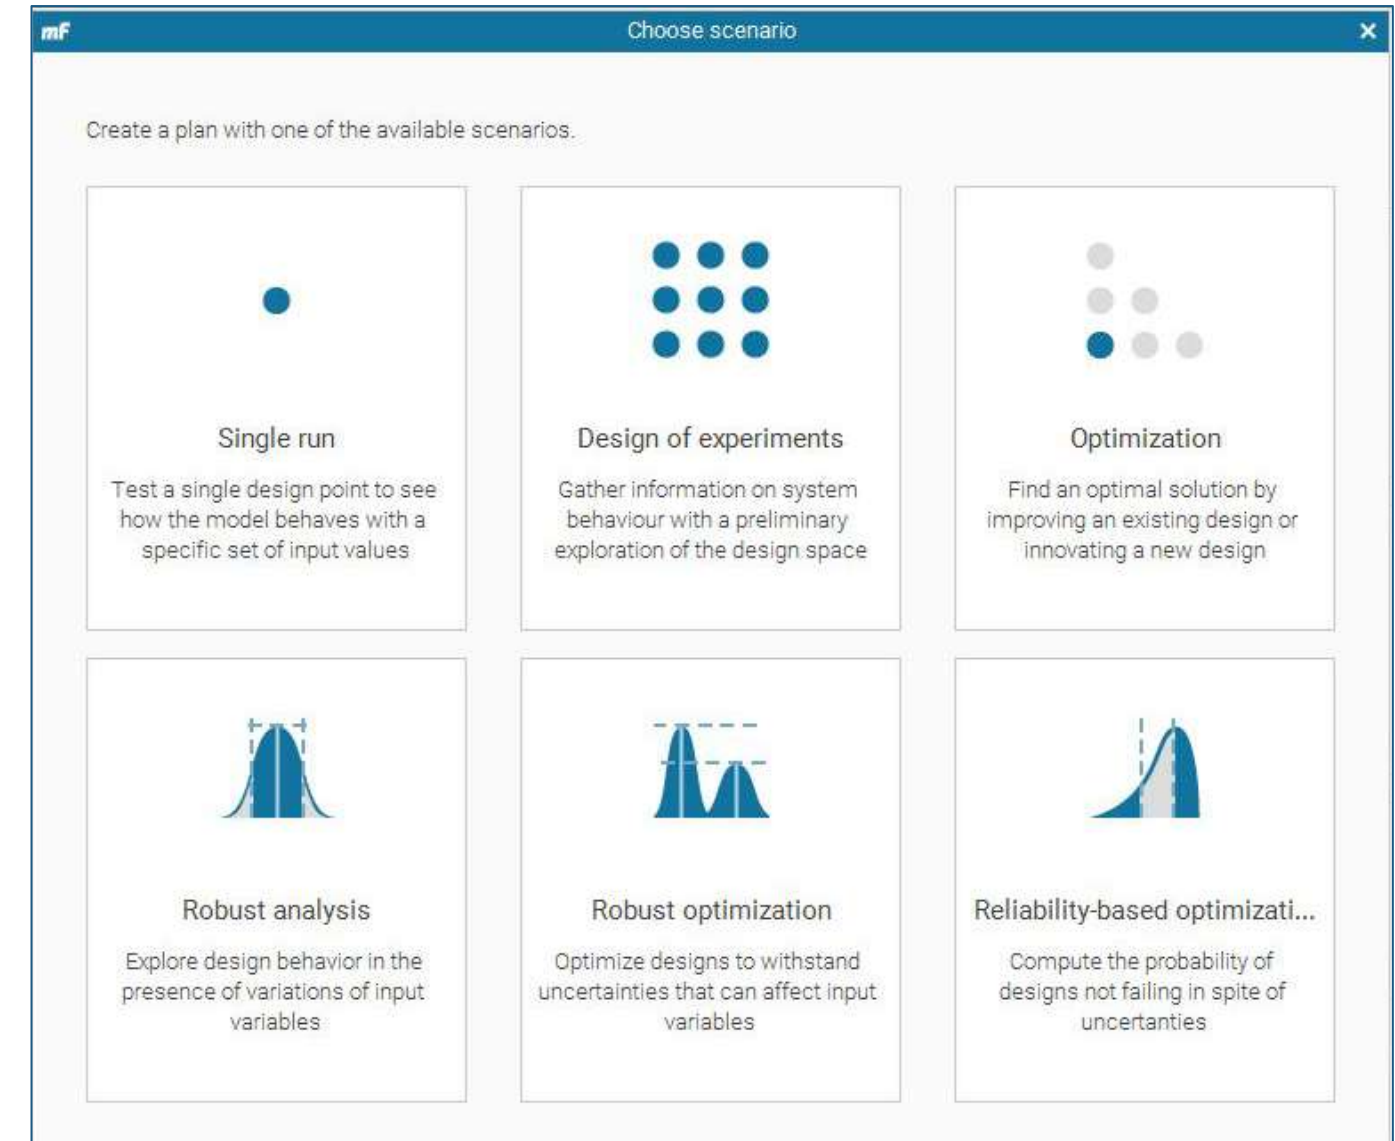 mF
Choose scenario
Create a plan with one of the available scenarios.
Single run
Test a single design point to see
how the model behaves with a
specific set of input values
Design of experiments
Gather information on system
behaviour with a preliminary
exploration of the design space
Optimization
Find an optimal solution by
improving an existing design or
innovating a new design
Robust analysis
Explore design behavior in the
presence of variations of input
variables
Robust optimization
Optimize designs to withstand
uncertainties that can affect input
variables
Reliability-based optimizati...
Compute the probability of
designs not failing in spite of
uncertanties